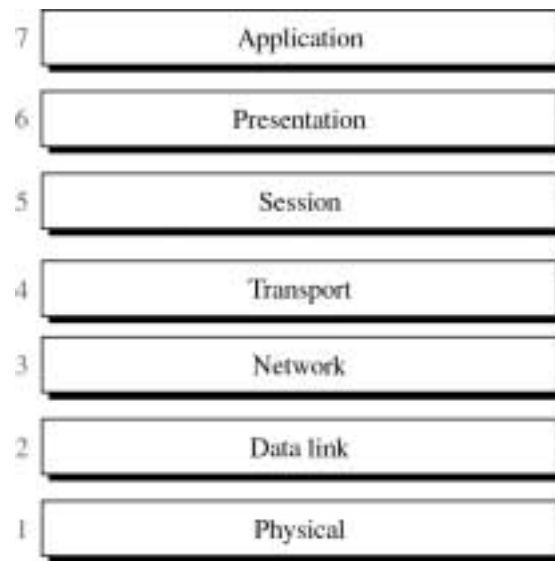 7 Application
6 Presentation
5 Session
4 Transport
3 Network
2 Data link
1 Physical